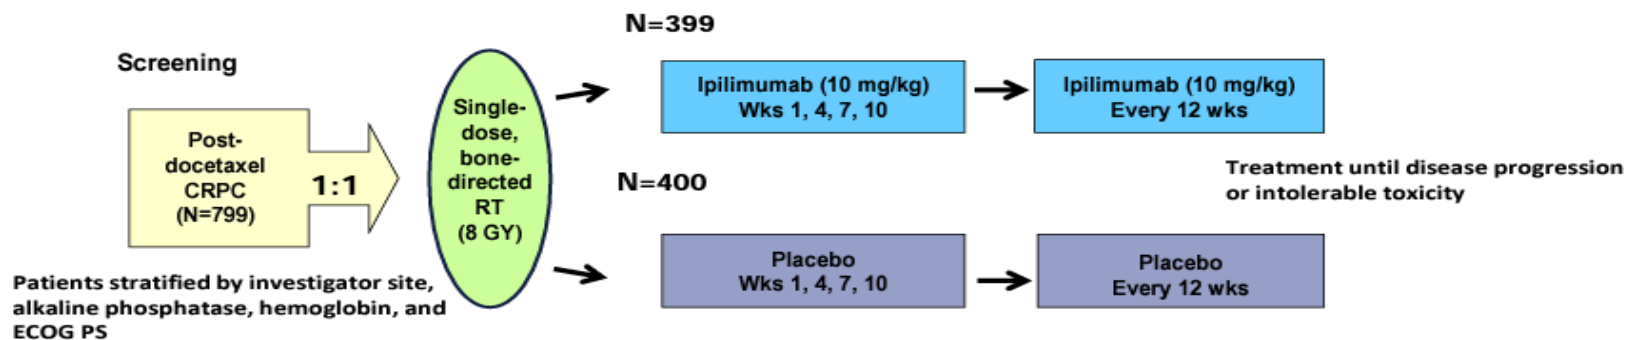 Screening
Post-
docetaxel
CRPC
(N=799)
1:1
Patients stratified by investigator site,
alkaline phosphatase, hemoglobin, and
ECOG PS
Single-
dose,
bone-
directed
RT
(8 GY)
N=399
Ipilimumab (10 mg/kg)
Wks 1, 4, 7, 10
Ipilimumab (10 mg/kg)
Every 12 wks
N=400
Placebo
Wks 1, 4, 7, 10
Placebo
Every 12 wks
Treatment until disease progression
or intolerable toxicity